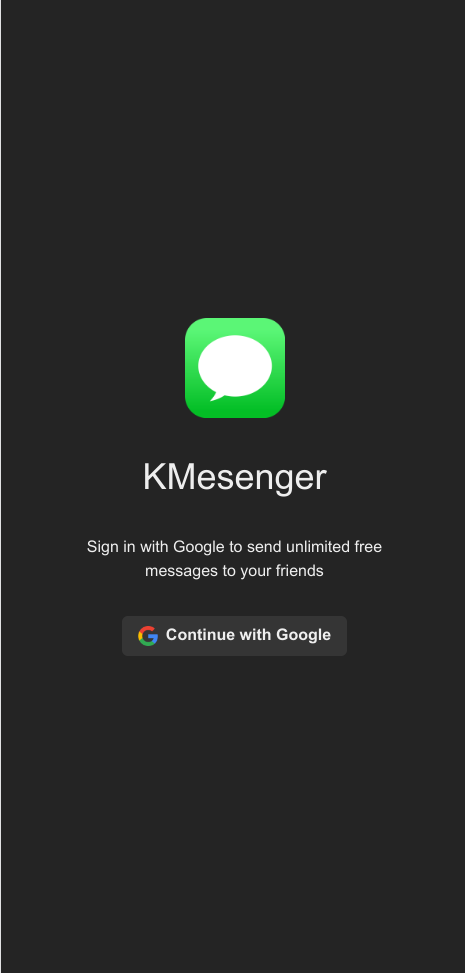 KMesenger
Sign in with Google to send unlimited free
messages to your friends
Continue with Google